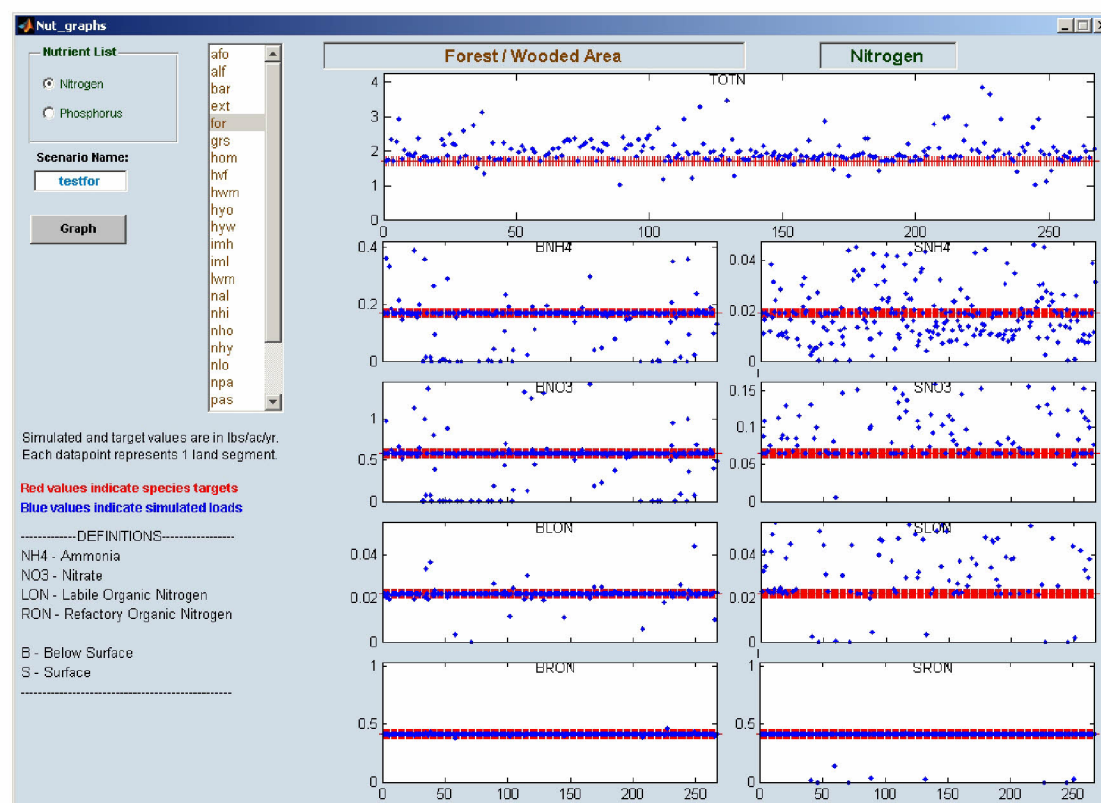 Nut_graphs
Nutrient List
Nitrogen
Phosphorus
Scenario Name:
testfor
Graph
afo
alf
bar
ext
for
grs
hom
hvf
hwm
hyo
hyw
imh
iml
lwm
nal
nhi
nho
nhy
nlo
npa
pas
Simulated and target values are in lbs/ac/yr.
Each datapoint represents 1 land segment.
Red values indicate species targets
Blue values indicate simulated loads
-------------DEFINITIONS-----------------
NH4 - Ammonia
NO3 - Nitrate
LON - Labile Organic Nitrogen
RON - Refactory Organic Nitrogen
B - Below Surface
S - Surface
--------------------------------------------------
Forest / Wooded Area
Nitrogen
TOTN
4
3
2
1
0
0 50 100 150 200 250
BNH4
0.4
0.2
0
SNH4
0.04
0.02
0
BNO3
1
0.5
0
SNO3
0.15
0.1
0.05
0
BLON
0.04
0.02
0
SLON
0.04
0.02
0
BRON
1
0.5
0
0 50 100 150 200 250
SRON
1
0.5
0
0 50 100 150 200 250